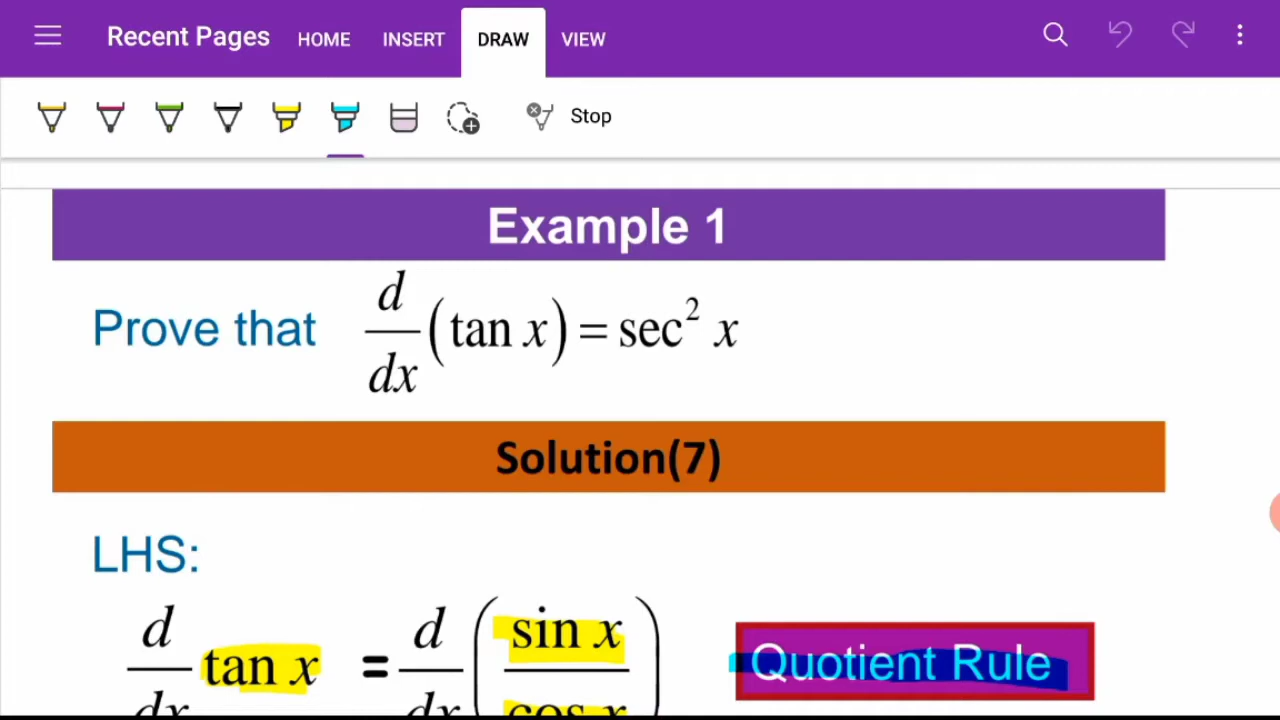 Recent Pages HOME INSERT DRAW VIEW
Stop
Example 1
Prove that d/dx (tan x) = sec² x
Solution(7)
LHS:
d/dx tan x = d/dx (sin x / cos x) Quotient Rule